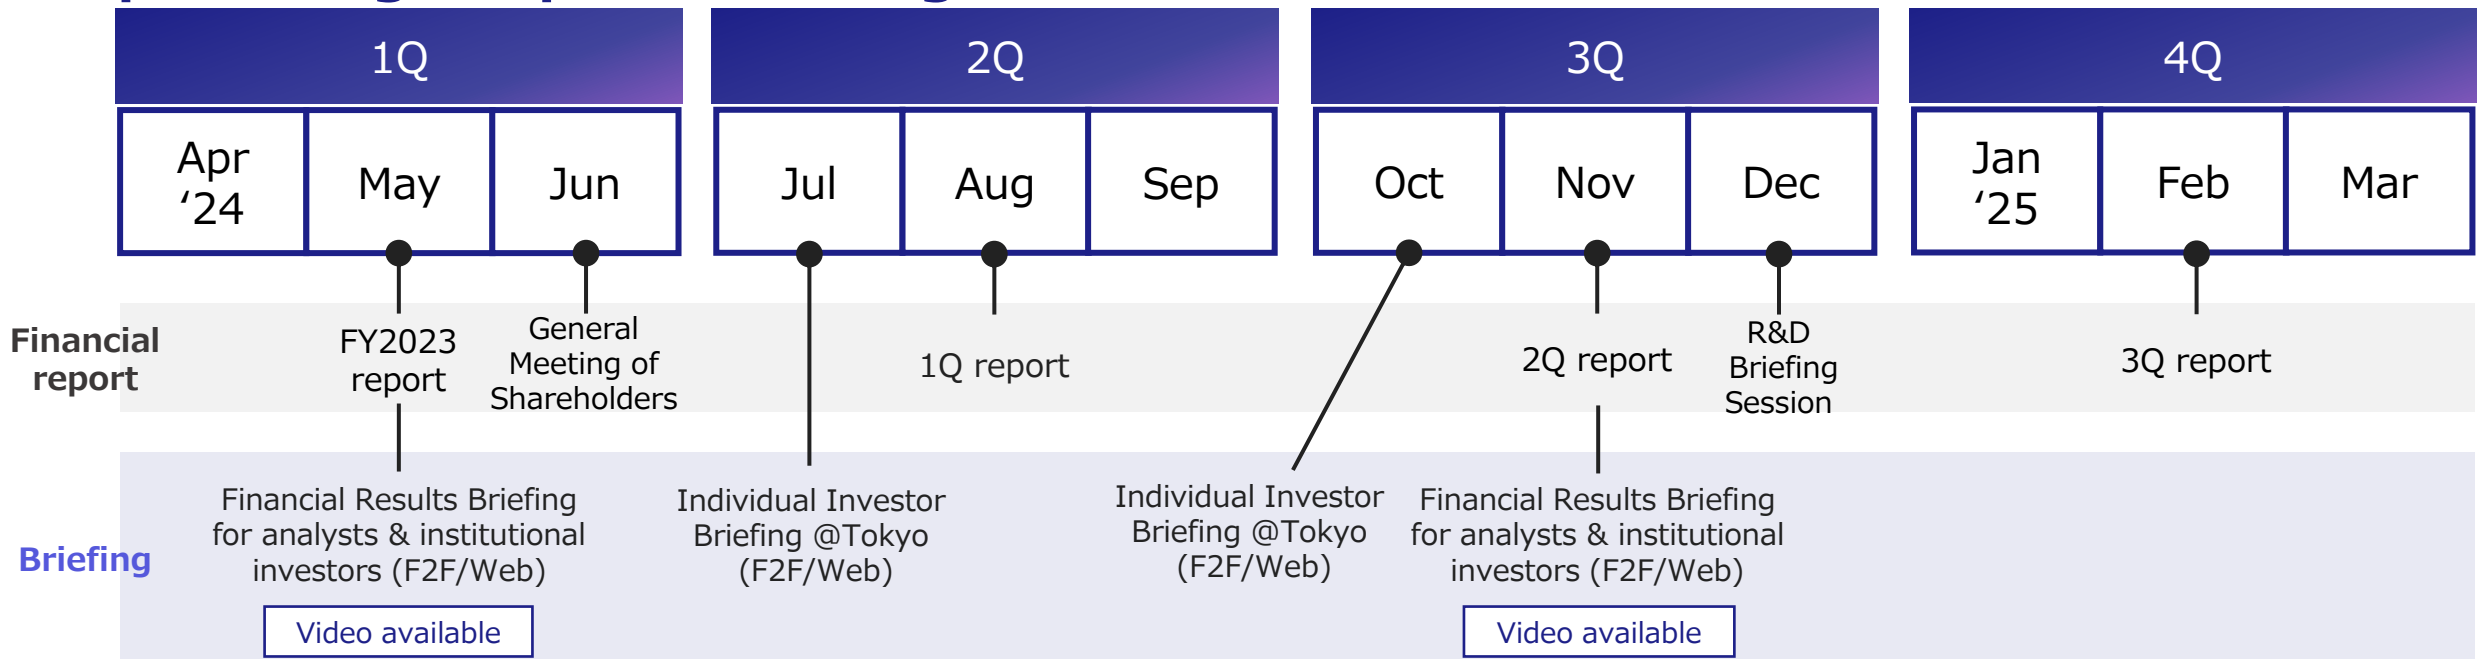 1Q
2Q
3Q
4Q
Apr
‘24
May
Jun
Jul
Aug
Sep
Oct
Nov
Dec
Jan
‘25
Feb
Mar
Financial
report
FY2023
report
General
Meeting of
Shareholders
1Q report
2Q report
R&D
Briefing
Session
3Q report
Briefing
Financial Results Briefing
for analysts & institutional
investors (F2F/Web)
Video available
Individual Investor
Briefing @Tokyo
(F2F/Web)
Individual Investor
Briefing @Tokyo
(F2F/Web)
Financial Results Briefing
for analysts & institutional
investors (F2F/Web)
Video available